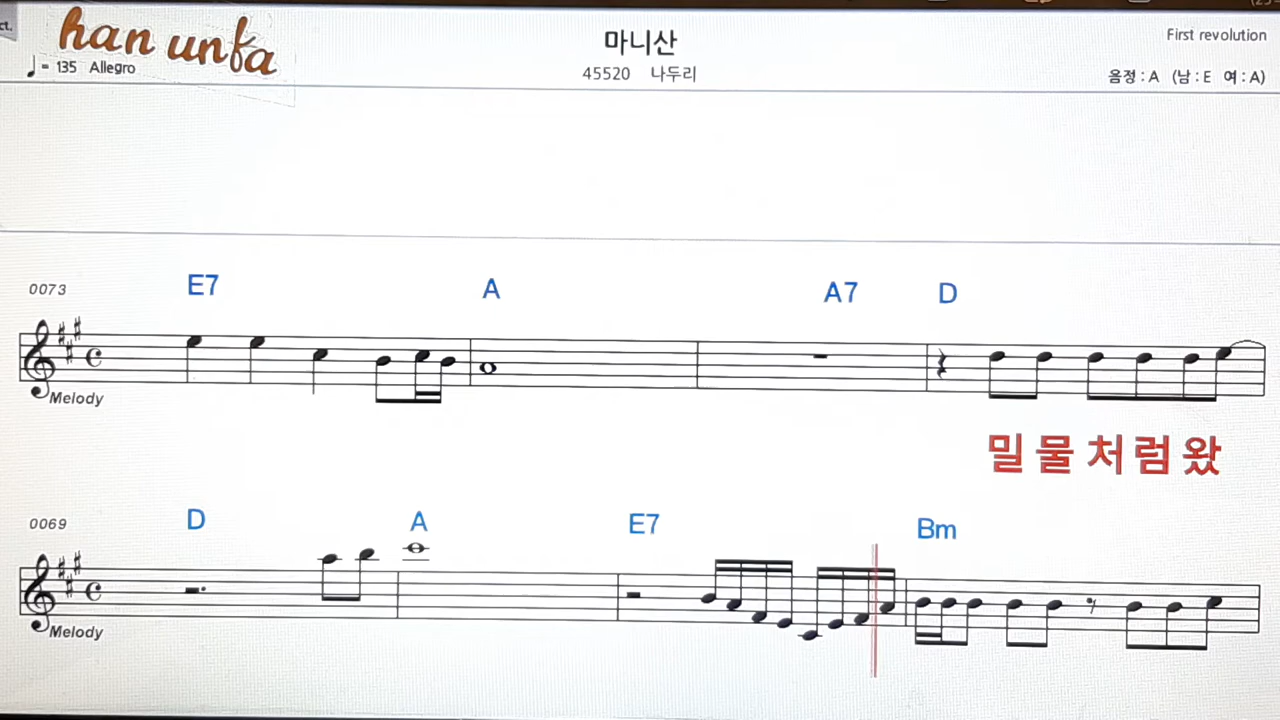 ct.
han unfa
마니산
First revolution
♩= 135 Allegro
45520 나두리
음정 : A (남 : E 여 : A)
0073
E7 A A7 D
Melody
밀물처럼왔
0069
D A E7 Bm
Melody